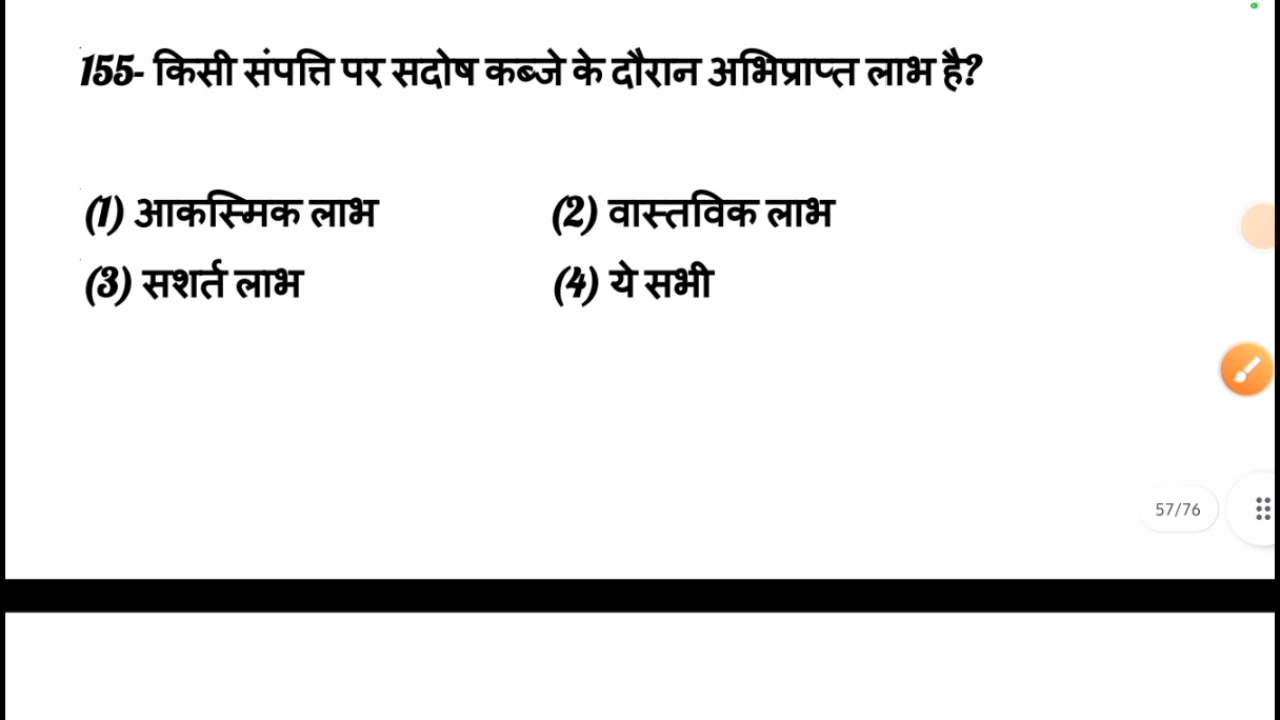 155- किसी संपत्ति पर सदोष कब्जे के दौरान अभिप्राप्त लाभ है?
(1) आकस्मिक लाभ (2) वास्तविक लाभ
(3) सशर्त लाभ (4) ये सभी
57/76